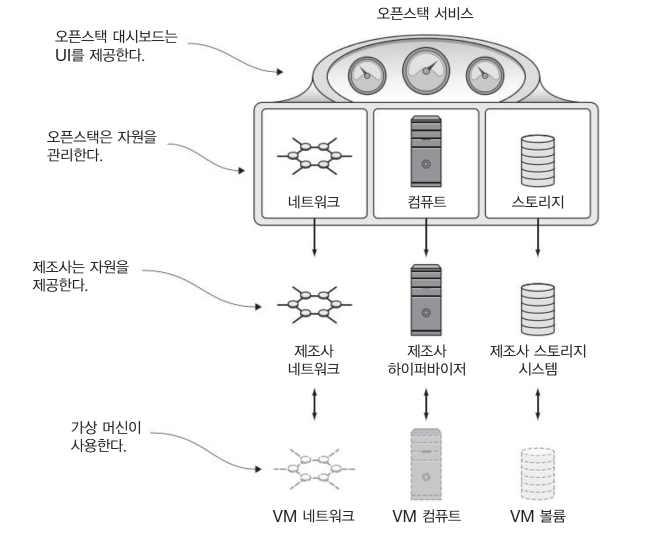 오픈스택 서비스
오픈스택 대시보드는
UI를 제공한다.
오픈스택은 자원을
관리한다.
네트워크
컴퓨트
스토리지
제조사는 자원을
제공한다.
제조사
네트워크
제조사
하이퍼바이저
제조사 스토리지
시스템
가상 머신이
사용한다.
VM 네트워크
VM 컴퓨트
VM 볼륨